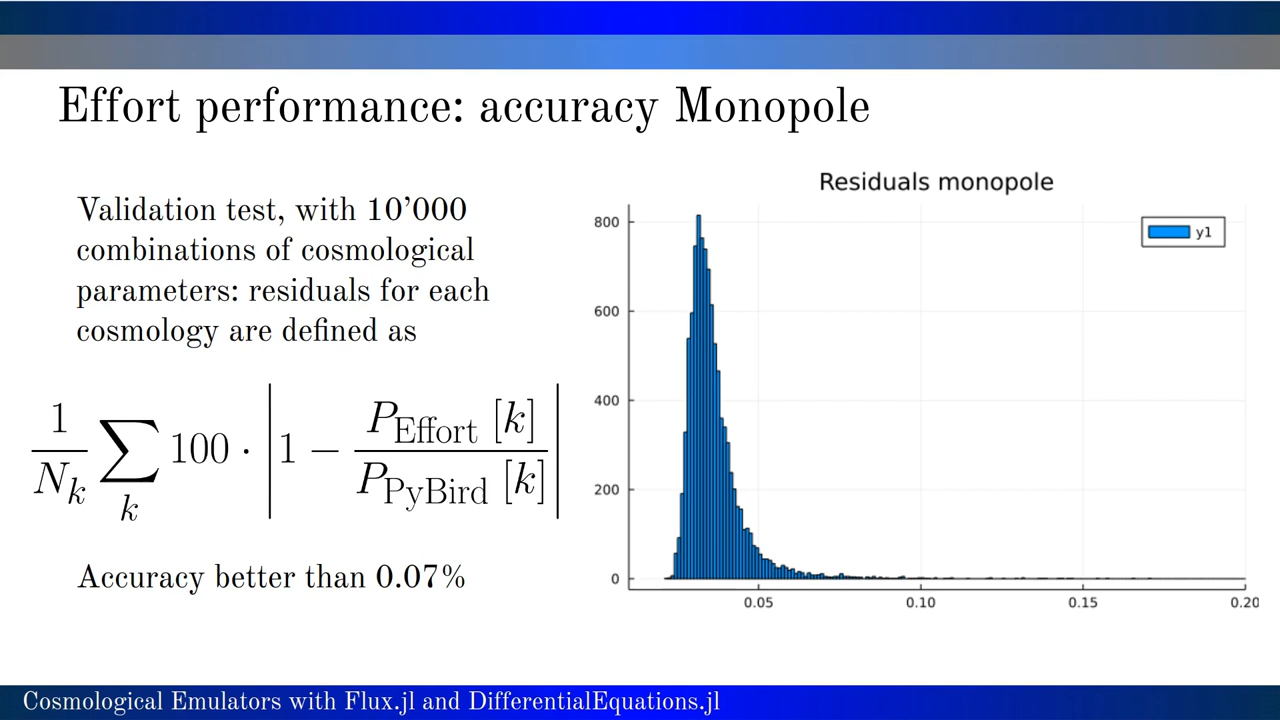 Effort performance: accuracy Monopole
Validation test, with 10’000
combinations of cosmological
parameters: residuals for each
cosmology are defined as
1/N_k ∑_k 100 · |1 − P_Effort [k] / P_PyBird [k]|
Accuracy better than 0.07%
Residuals monopole
y1
800
600
400
200
0
0.05 0.10 0.15 0.20
Cosmological Emulators with Flux.jl and DifferentialEquations.jl